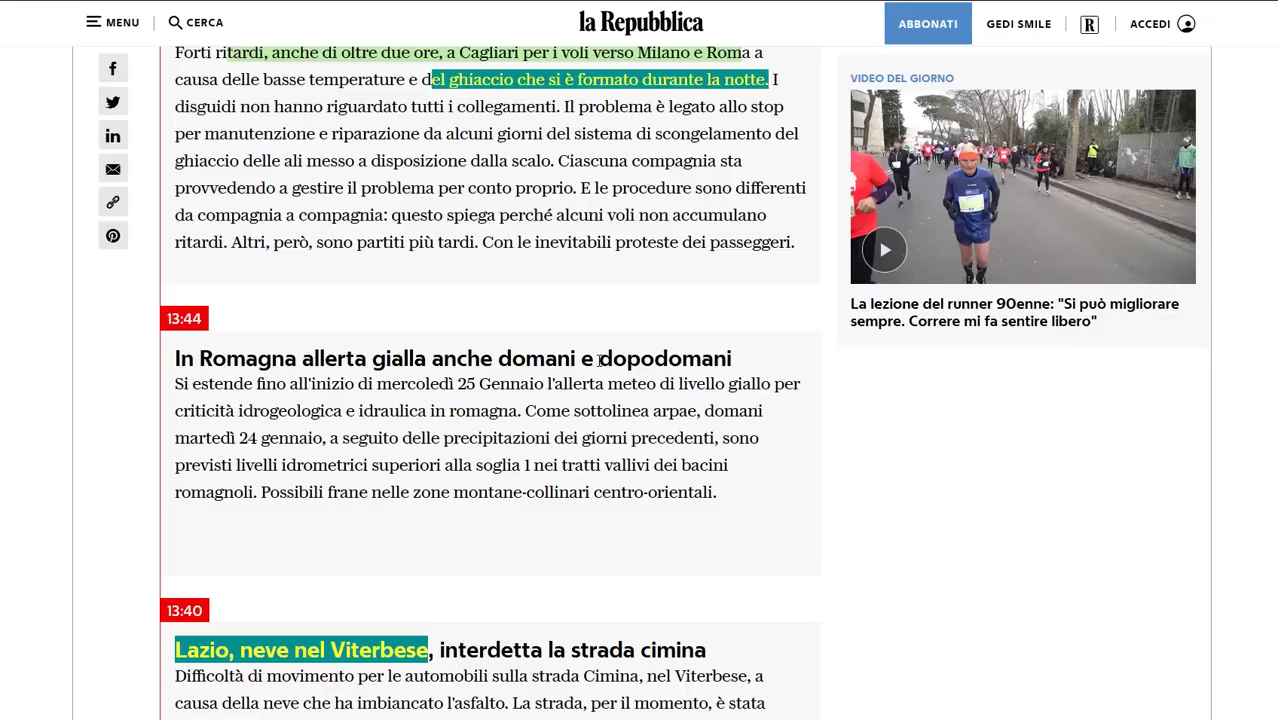 MENU
CERCA
la Repubblica
ABBONATI
GEDI SMILE
R
ACCEDI
Forti ritardi, anche di oltre due ore, a Cagliari per i voli verso Milano e Roma a
causa delle basse temperature e del ghiaccio che si è formato durante la notte. I
disguidi non hanno riguardato tutti i collegamenti. Il problema è legato allo stop
per manutenzione e riparazione da alcuni giorni del sistema di scongelamento del
ghiaccio delle ali messo a disposizione dalla scalo. Ciascuna compagnia sta
provvedendo a gestire il problema per conto proprio. E le procedure sono differenti
da compagnia a compagnia: questo spiega perché alcuni voli non accumulano
ritardi. Altri, però, sono partiti più tardi. Con le inevitabili proteste dei passeggeri.
13:44
In Romagna allerta gialla anche domani e dopodomani
Si estende fino all'inizio di mercoledì 25 Gennaio l'allerta meteo di livello giallo per
criticità idrogeologica e idraulica in romagna. Come sottolinea arpae, domani
martedì 24 gennaio, a seguito delle precipitazioni dei giorni precedenti, sono
previsti livelli idrometrici superiori alla soglia 1 nei tratti vallivi dei bacini
romagnoli. Possibili frane nelle zone montane-collinari centro-orientali.
13:40
Lazio, neve nel Viterbese, interdetta la strada cimina
Difficoltà di movimento per le automobili sulla strada Cimina, nel Viterbese, a
causa della neve che ha imbiancato l'asfalto. La strada, per il momento, è stata
VIDEO DEL GIORNO
La lezione del runner 90enne: "Si può migliorare
sempre. Correre mi fa sentire libero"